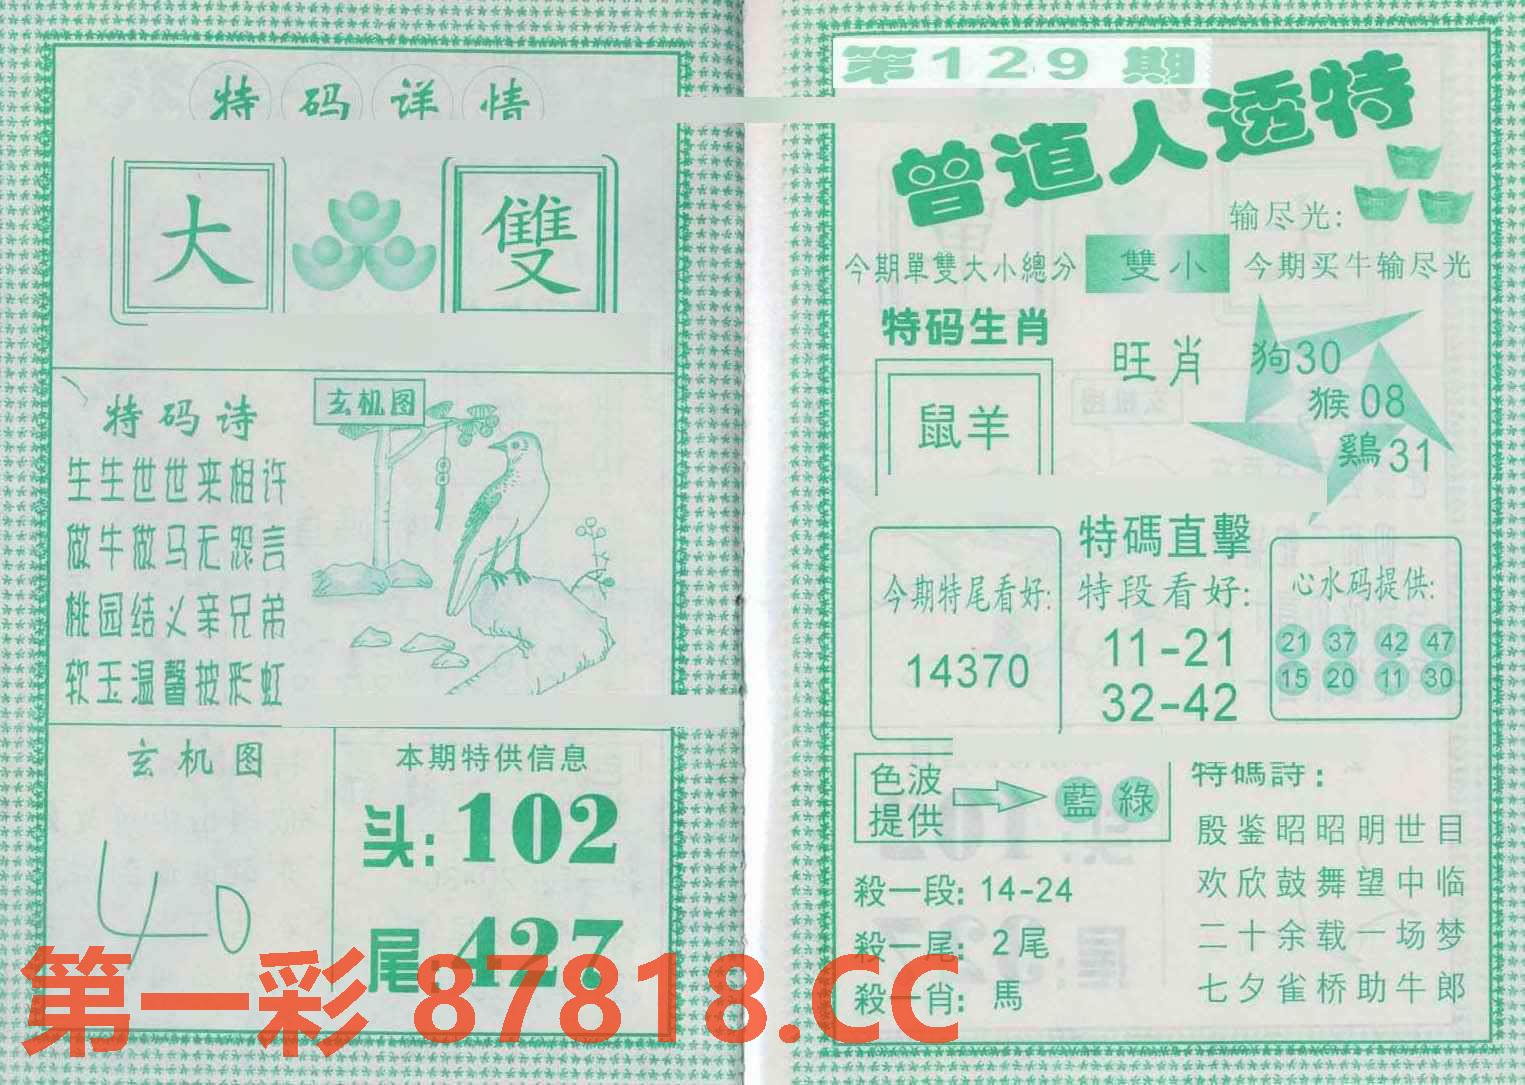 特码详情
大 雙
特码诗
生生世世来相许
做牛做马无怨言
桃园结义亲兄弟
软玉温馨披彩虹
玄机图
玄机图
40
本期特供信息
头:102
尾:427
第129期
曾道人透特
输尽光:
今期單雙大小總分 雙小 今期买牛输尽光
特码生肖
鼠羊
旺肖
狗30
猴08
鷄31
今期特尾看好:
14370
特碼直擊
特段看好:
11-21
32-42
心水码提供:
21 37 42 47
15 20 11 30
色波
提供
藍 綠
殺一段: 14-24
殺一尾: 2尾
殺一肖: 馬
特碼詩:
殷鉴昭昭明世目
欢欣鼓舞望中临
二十余载一场梦
七夕雀桥助牛郎
第一彩 87818.CC